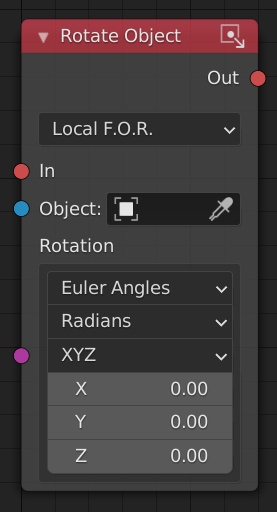 Rotate Object
Out
Local F.O.R.
In
Object:
Rotation
Euler Angles
Radians
XYZ
X 0.00
Y 0.00
Z 0.00